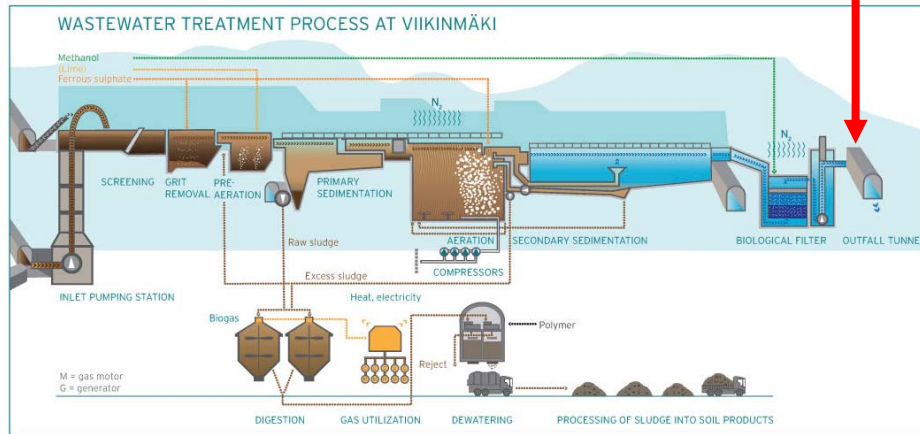 WASTEWATER TREATMENT PROCESS AT VIIKINMÄKI
Methanol
(Lime)
Ferrous sulphate
N₂
N₂
SCREENING
GRIT
REMOVAL
PRE-
AERATION
PRIMARY
SEDIMENTATION
AERATION
SECONDARY SEDIMENTATION
BIOLOGICAL FILTER
OUTFALL TUNNE
Raw sludge
COMPRESSORS
Excess sludge
INLET PUMPING STATION
Heat, electricity
Biogas
Polymer
Reject
M = gas motor
G = generator
DIGESTION
GAS UTILIZATION
DEWATERING
PROCESSING OF SLUDGE INTO SOIL PRODUCTS